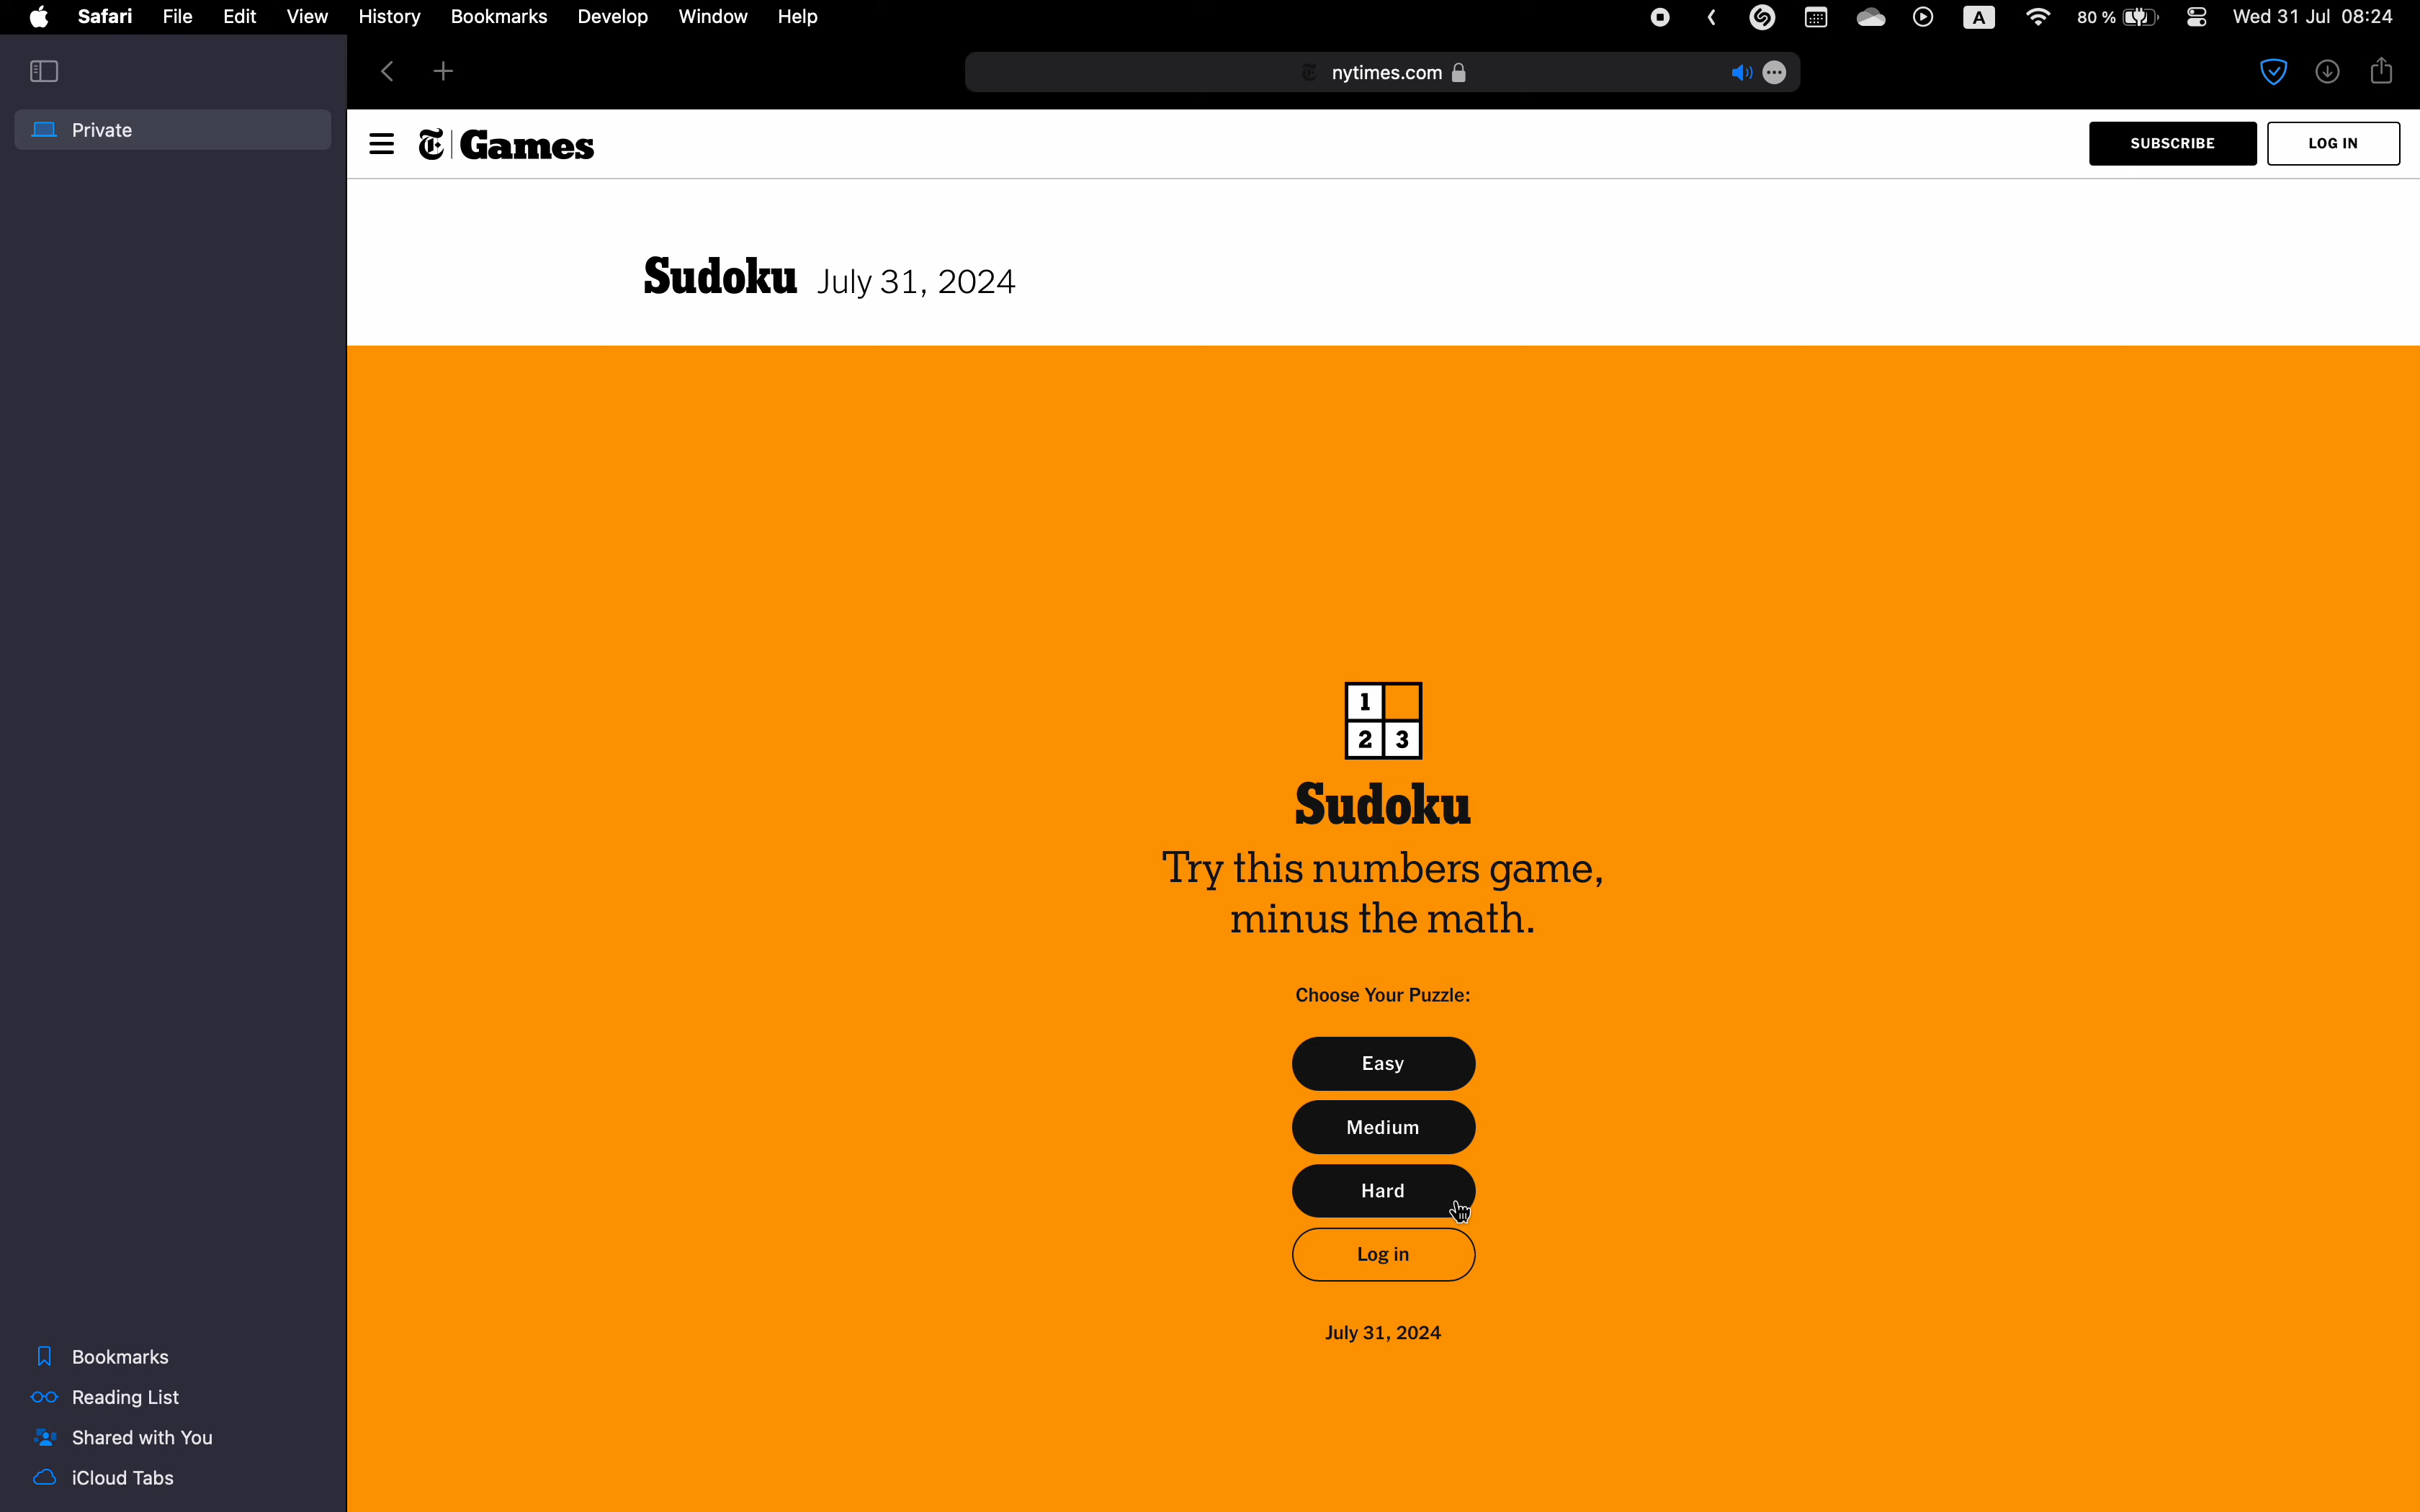 Safari File Edit View History Bookmarks Develop Window Help A 80 % Wed 31 Jul 08:24
nytimes.com
Private
T Games SUBSCRIBE LOG IN
Sudoku July 31, 2024
1
2 3
Sudoku
Try this numbers game,
minus the math.
Choose Your Puzzle:
Easy
Medium
Hard
Log in
July 31, 2024
Bookmarks
Reading List
Shared with You
iCloud Tabs